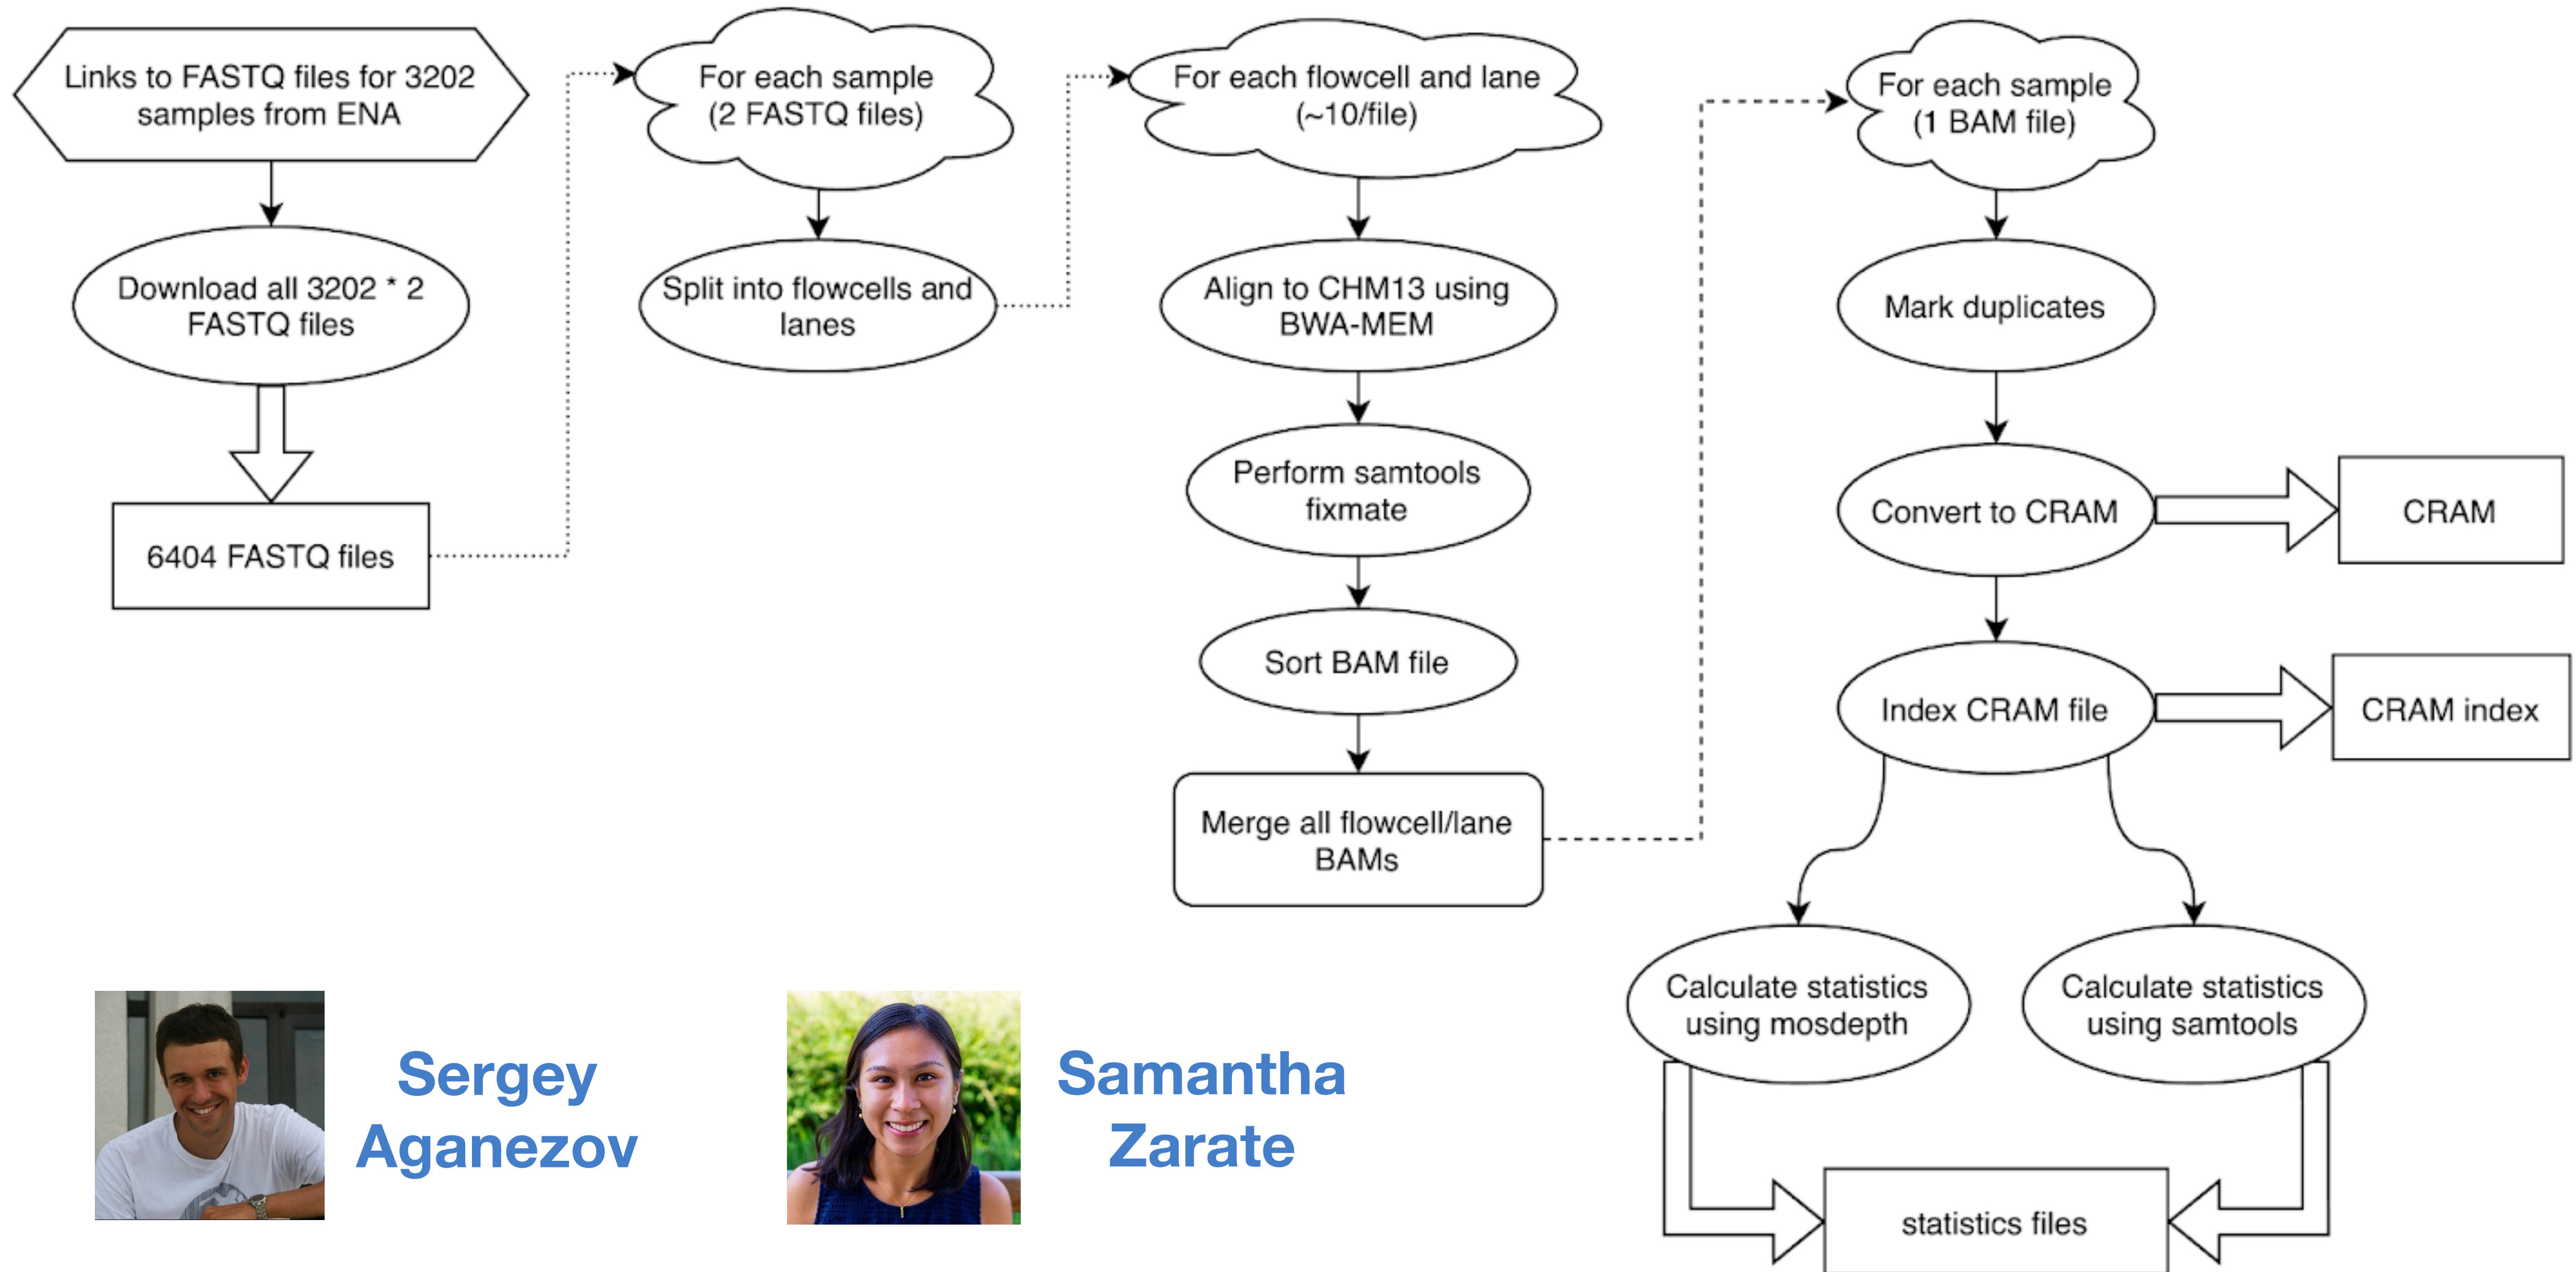 Links to FASTQ files for 3202
samples from ENA
Download all 3202 * 2
FASTQ files
6404 FASTQ files
For each sample
(2 FASTQ files)
Split into flowcells and
lanes
For each flowcell and lane
(~10/file)
Align to CHM13 using
BWA-MEM
Perform samtools
fixmate
Sort BAM file
Merge all flowcell/lane
BAMs
For each sample
(1 BAM file)
Mark duplicates
Convert to CRAM
CRAM
Index CRAM file
CRAM index
Calculate statistics
using mosdepth
Calculate statistics
using samtools
statistics files
Sergey
Aganezov
Samantha
Zarate